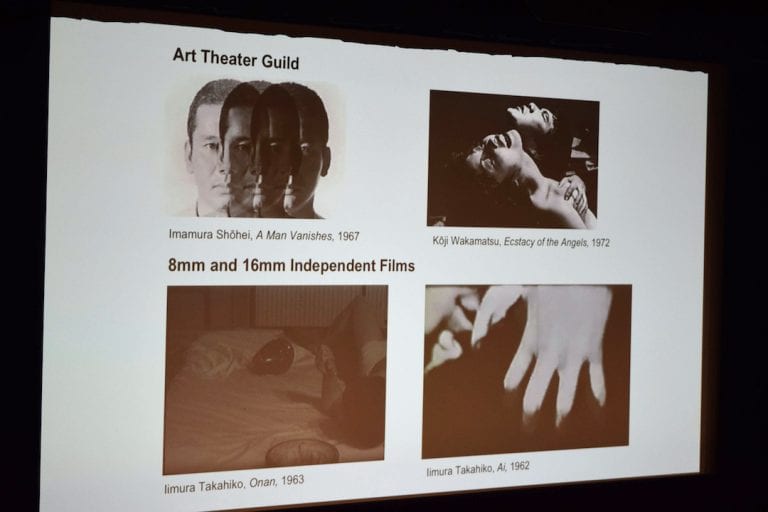 Art Theater Guild
Imamura Shōhei, A Man Vanishes, 1967
Kōji Wakamatsu, Ecstasy of the Angels, 1972
8mm and 16mm Independent Films
Iimura Takahiko, Onan, 1963
Iimura Takahiko, Ai, 1962